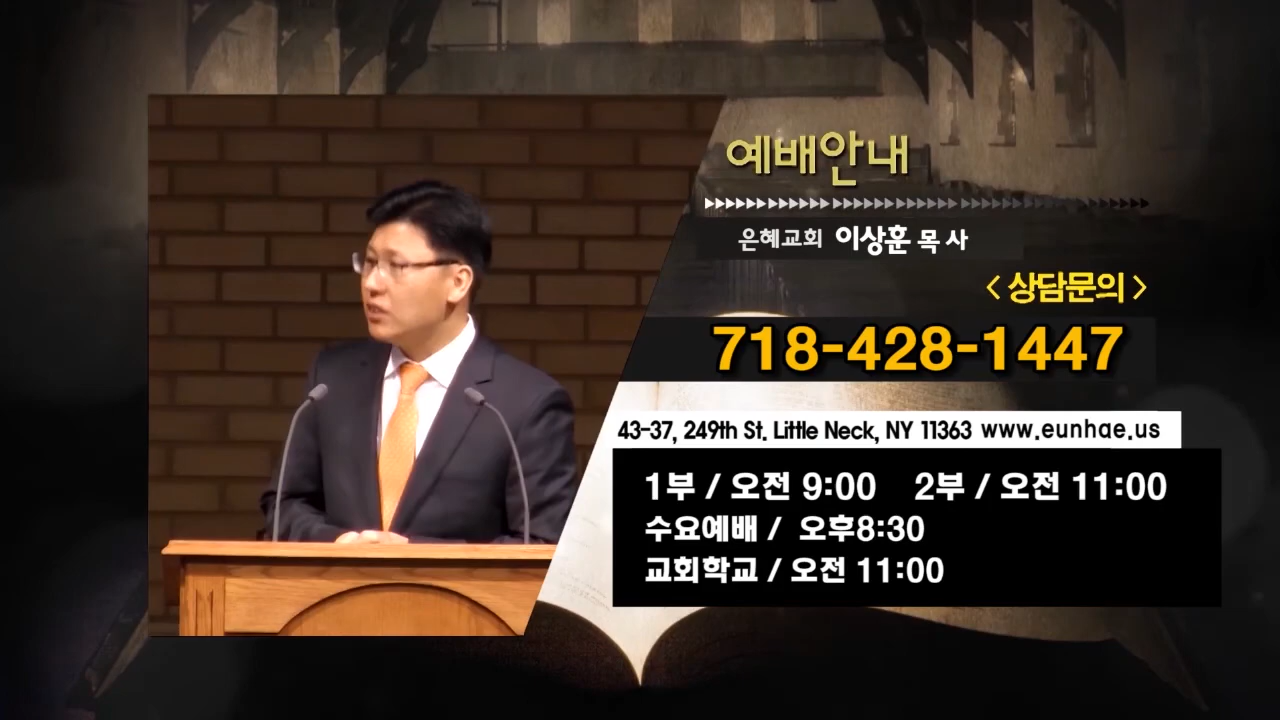 예배안내
은혜교회 이상훈 목사
<상담문의>
718-428-1447
43-37, 249th St. Little Neck, NY 11363 www.eunhae.us
1부 / 오전 9:00 2부 / 오전 11:00
수요예배 / 오후8:30
교회학교 / 오전 11:00